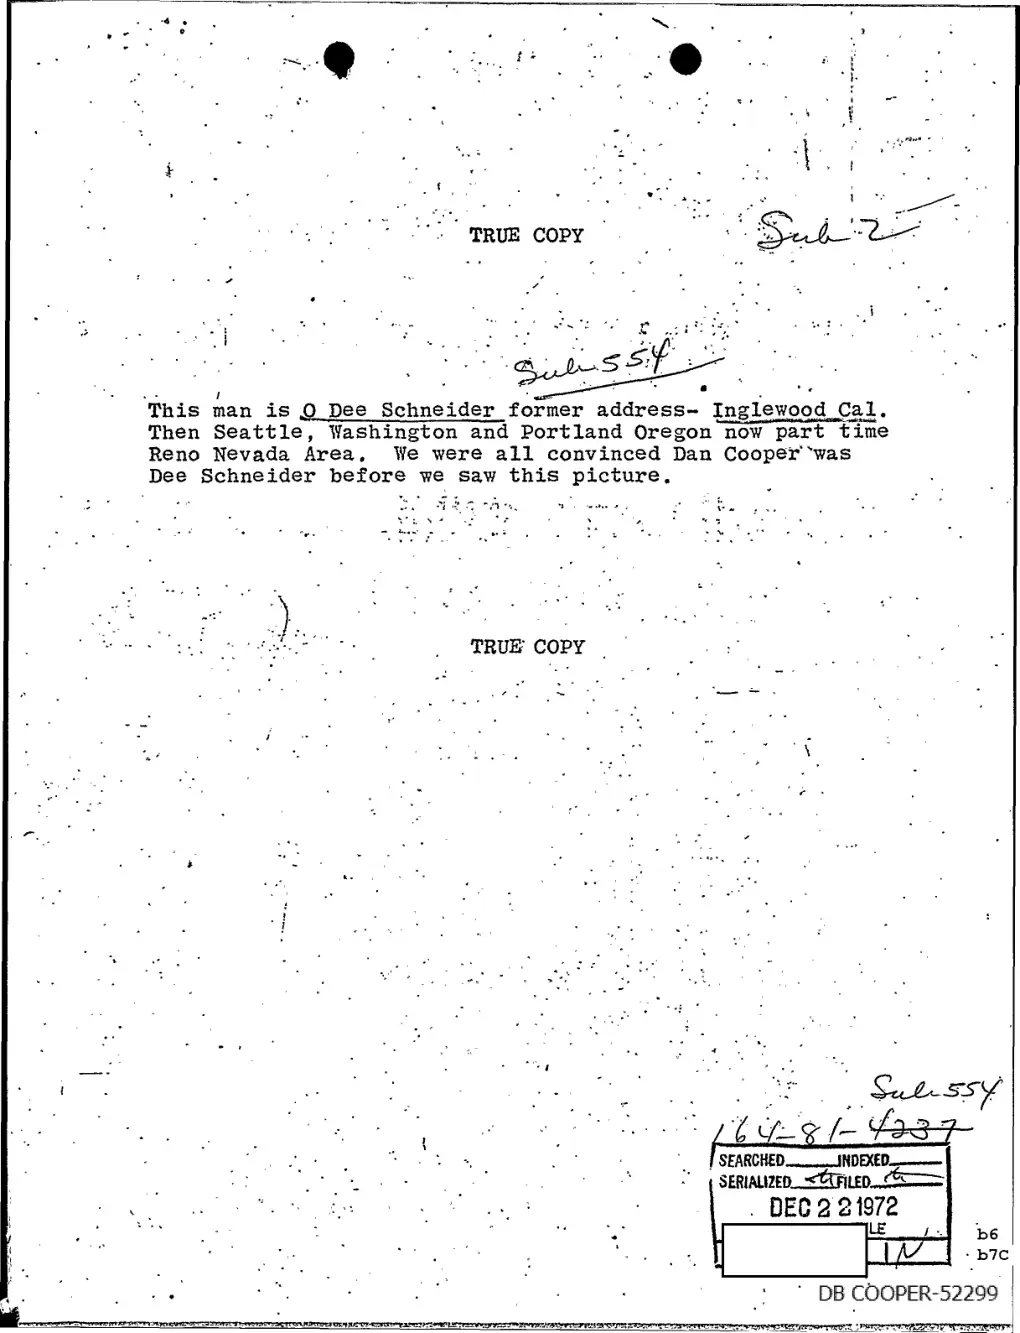 TRUE COPY
Sub 2
Sub 554
This man is O Dee Schneider former address- Inglewood Cal.
Then Seattle, Washington and Portland Oregon now part time
Reno Nevada Area. We were all convinced Dan Cooper was
Dee Schneider before we saw this picture.
TRUE COPY
Sub 554
164-81-4237
SEARCHED INDEXED
SERIALIZED FILED
DEC 22 1972
LE
b6
b7C
DB COOPER-52299